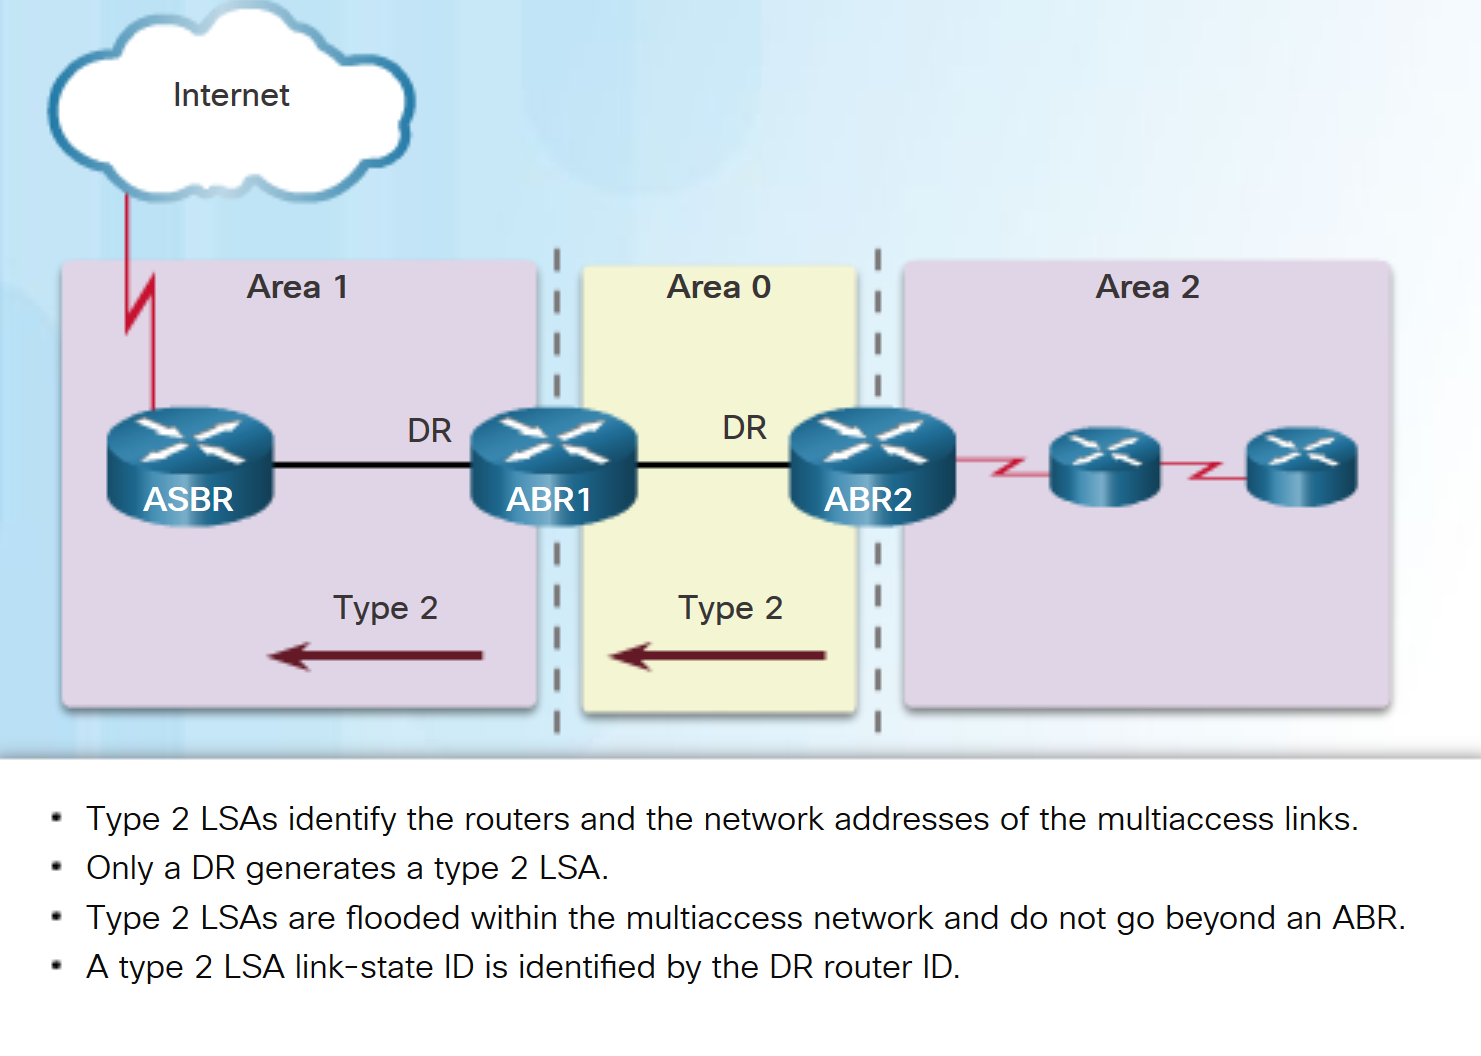 Internet
Area 1
Area 0
Area 2
DR
DR
ASBR
ABR1
ABR2
Type 2
Type 2
• Type 2 LSAs identify the routers and the network addresses of the multiaccess links.
• Only a DR generates a type 2 LSA.
• Type 2 LSAs are flooded within the multiaccess network and do not go beyond an ABR.
• A type 2 LSA link-state ID is identified by the DR router ID.